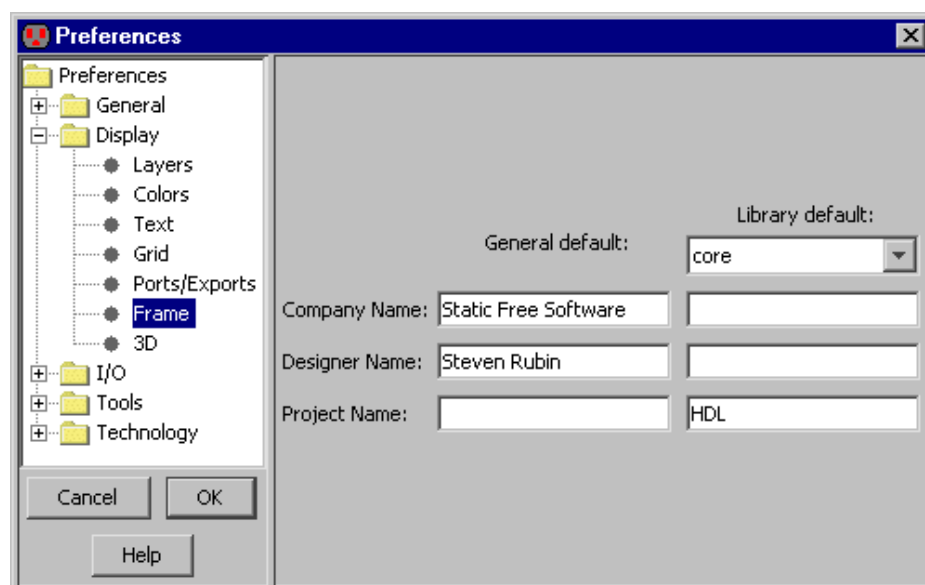 Preferences
Preferences
General
Display
Layers
Colors
Text
Grid
Ports/Exports
Frame
3D
I/O
Tools
Technology
Cancel
OK
Help
Library default:
General default:
core
Company Name: Static Free Software
Designer Name: Steven Rubin
Project Name: HDL